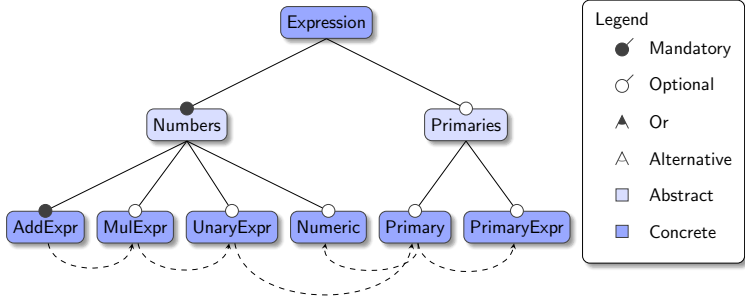 Expression
Numbers
Primaries
AddExpr
MulExpr
UnaryExpr
Numeric
Primary
PrimaryExpr
Legend
Mandatory
Optional
Or
Alternative
Abstract
Concrete